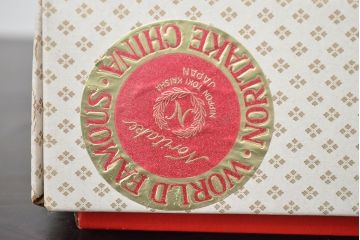 WORLD FAMOUS · NORITAKE CHINA ·
Noritake
N
NIPPON TOKI KAISHA
JAPAN